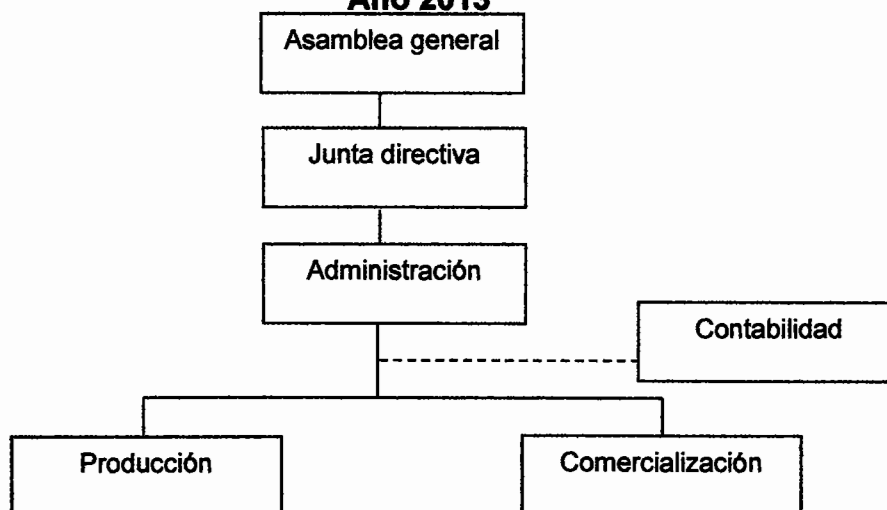 Año 2013
Asamblea general
Junta directiva
Administración
Contabilidad
Producción
Comercialización